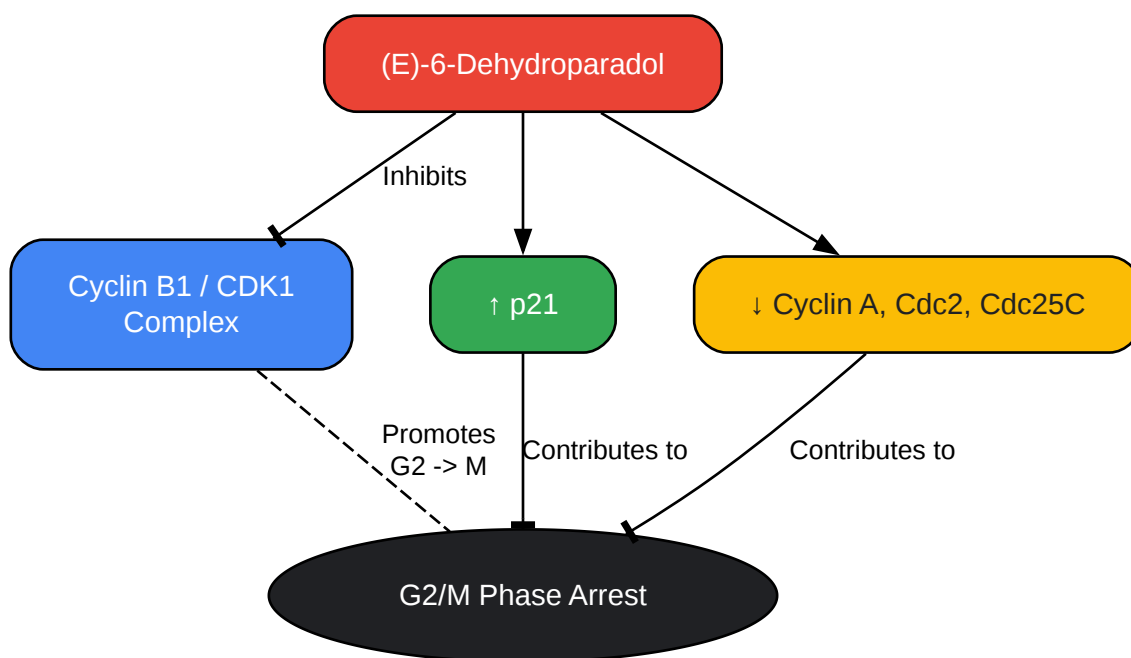 (E)-6-Dehydroparadol
Inhibits
Cyclin B1 / CDK1
Complex
↑ p21
↓ Cyclin A, Cdc2, Cdc25C
Promotes
G2 -> M
Contributes to
Contributes to
G2/M Phase Arrest